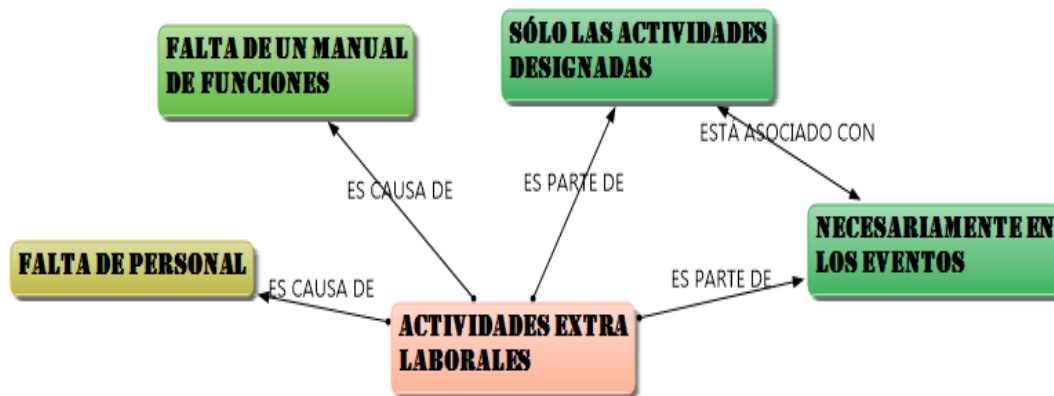 FALTA DE UN MANUAL
DE FUNCIONES
SÓLO LAS ACTIVIDADES
DESIGNADAS
ESTÁ ASOCIADO CON
ES CAUSA DE
ES PARTE DE
NECESARIAMENTE EN
LOS EVENTOS
FALTA DE PERSONAL
ES CAUSA DE
ES PARTE DE
ACTIVIDADES EXTRA
LABORALES